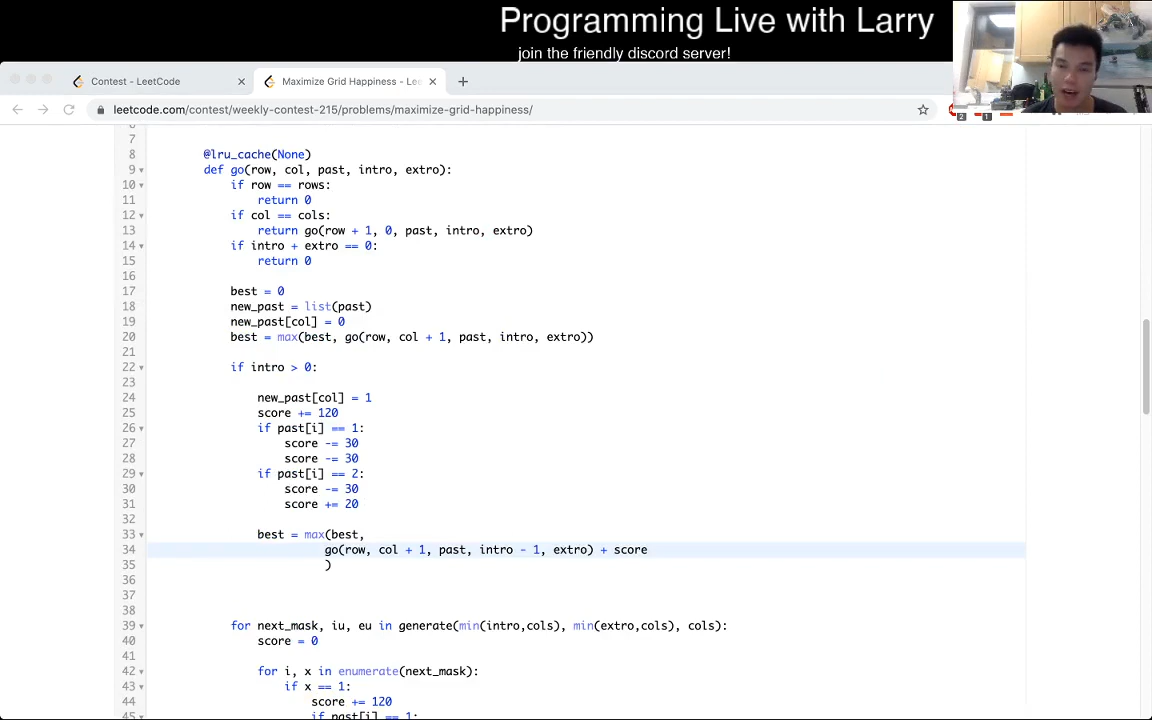 Programming Live with Larry
join the friendly discord server!
Contest - LeetCode
Maximize Grid Happiness - Lee
leetcode.com/contest/weekly-contest-215/problems/maximize-grid-happiness/
2 1
7
8 @lru_cache(None)
9 def go(row, col, past, intro, extro):
10 if row == rows:
11 return 0
12 if col == cols:
13 return go(row + 1, 0, past, intro, extro)
14 if intro + extro == 0:
15 return 0
16
17 best = 0
18 new_past = list(past)
19 new_past[col] = 0
20 best = max(best, go(row, col + 1, past, intro, extro))
21
22 if intro > 0:
23
24 new_past[col] = 1
25 score += 120
26 if past[i] == 1:
27 score -= 30
28 score -= 30
29 if past[i] == 2:
30 score -= 30
31 score += 20
32
33 best = max(best,
34 go(row, col + 1, past, intro - 1, extro) + score
35 )
36
37
38
39 for next_mask, iu, eu in generate(min(intro,cols), min(extro,cols), cols):
40 score = 0
41
42 for i, x in enumerate(next_mask):
43 if x == 1:
44 score += 120
45 if past[i] == 1: